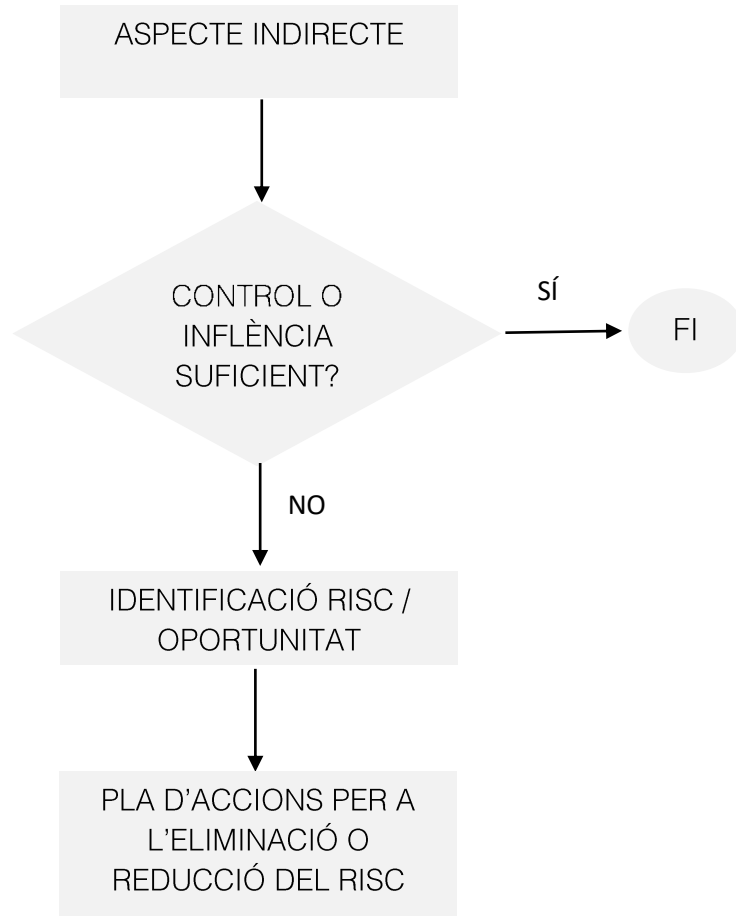 ASPECTE INDIRECTE
CONTROL O
INFLÈNCIA
SUFICIENT?
SÍ
FI
NO
IDENTIFICACIÓ RISC /
OPORTUNITAT
PLA D'ACCIONS PER A
L'ELIMINACIÓ O
REDUCCIÓ DEL RISC